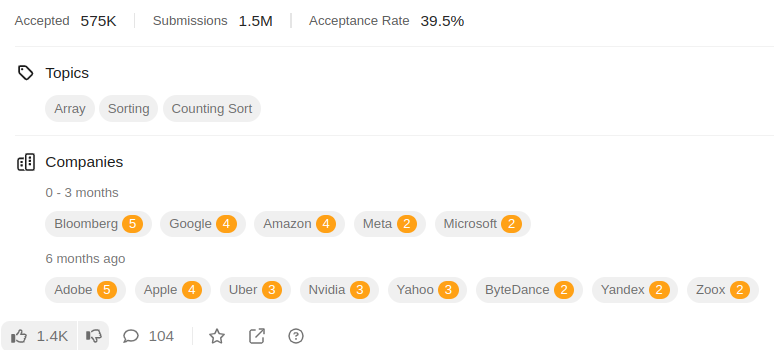 Accepted 575K Submissions 1.5M Acceptance Rate 39.5%
Topics
Array Sorting Counting Sort
Companies
0 - 3 months
Bloomberg 5 Google 4 Amazon 4 Meta 2 Microsoft 2
6 months ago
Adobe 5 Apple 4 Uber 3 Nvidia 3 Yahoo 3 ByteDance 2 Yandex 2 Zoox 2
1.4K 104